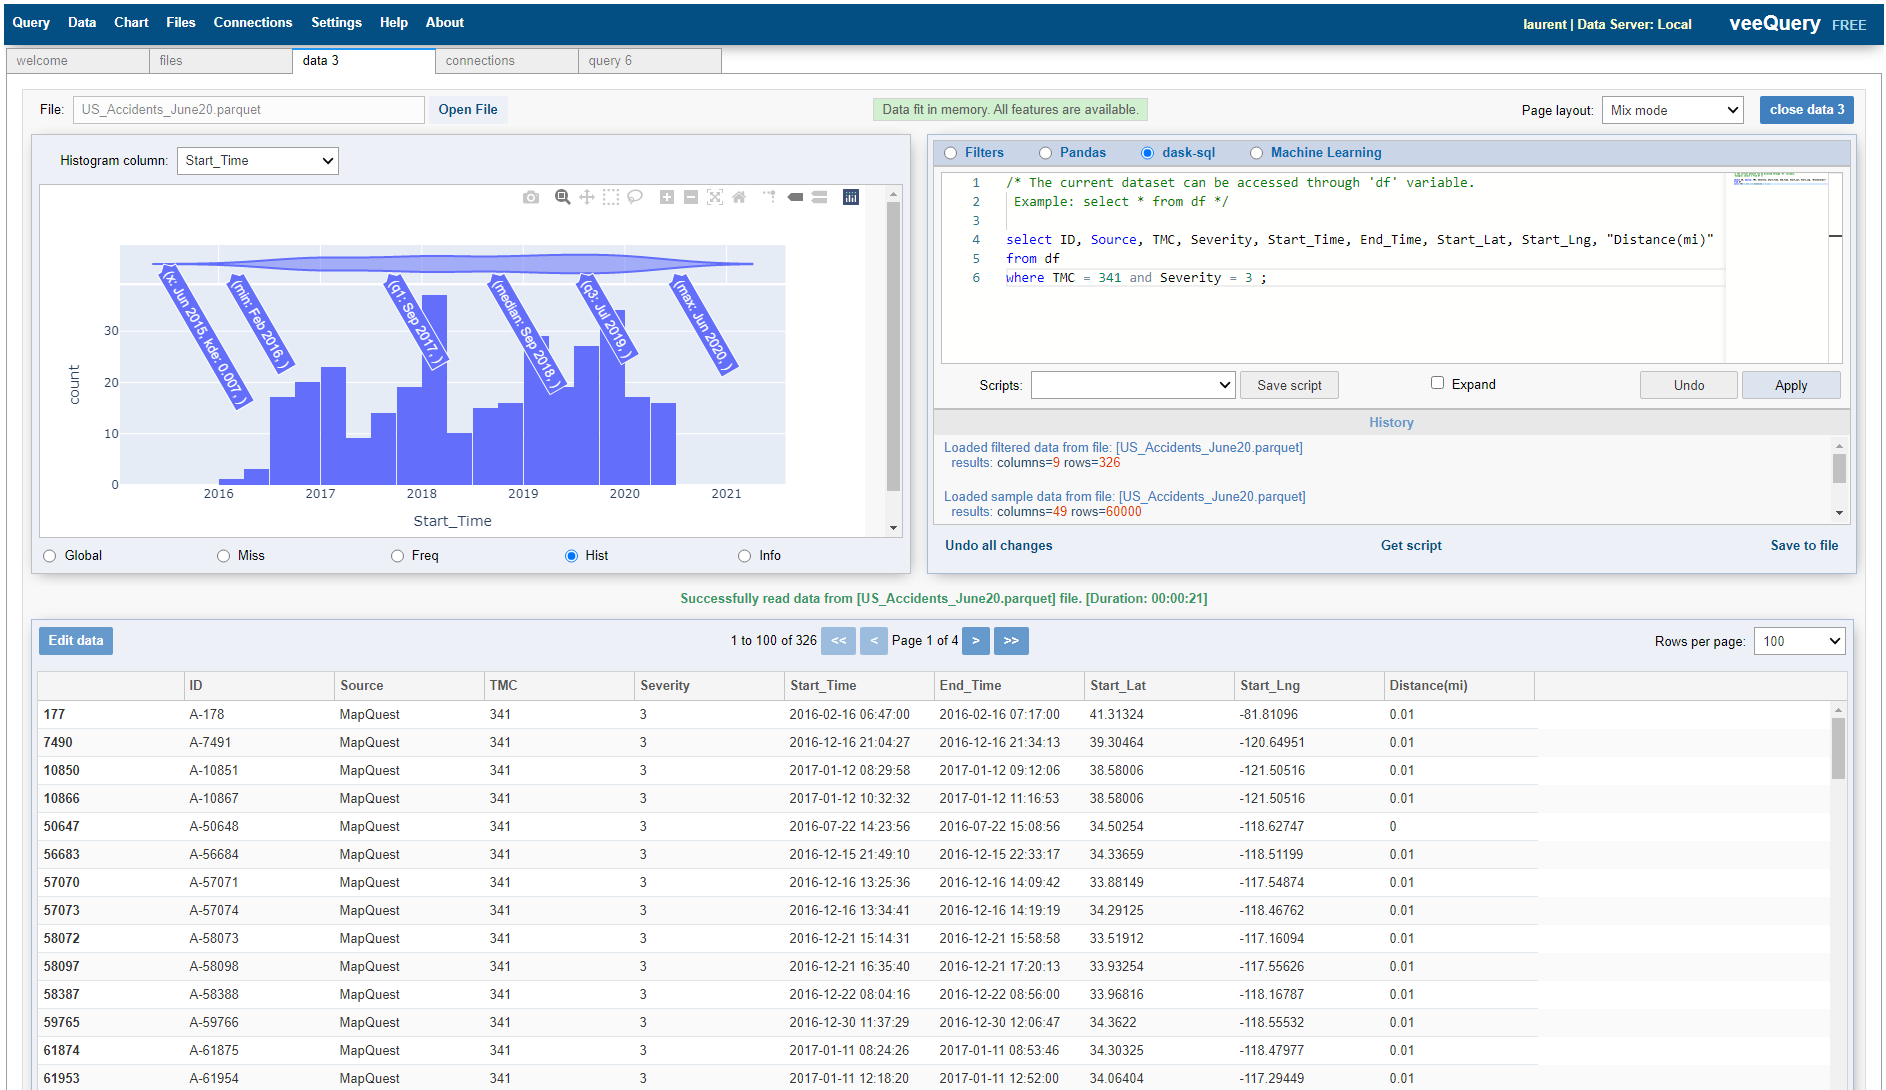 Query Data Chart Files Connections Settings Help About
laurent | Data Server: Local veeQuery FREE
welcome files data 3 connections query 6
File: US_Accidents_June20.parquet Open File
Data fit in memory. All features are available.
Page layout: Mix mode close data 3
Histogram column: Start_Time
(x: Jun 2015, kde: 0.007, )
(min: Feb 2016, )
(q1: Sep 2017, )
(median: Sep 2018, )
(q3: Jul 2019, )
(max: Jun 2020, )
count
30
20
10
0
2016 2017 2018 2019 2020 2021
Start_Time
Global Miss Freq Hist Info
Filters Pandas dask-sql Machine Learning
1 /* The current dataset can be accessed through 'df' variable.
2 Example: select * from df */
3
4 select ID, Source, TMC, Severity, Start_Time, End_Time, Start_Lat, Start_Lng, "Distance(mi)"
5 from df
6 where TMC = 341 and Severity = 3 ;
Scripts: Save script Expand Undo Apply
History
Loaded filtered data from file: [US_Accidents_June20.parquet]
results: columns=9 rows=326
Loaded sample data from file: [US_Accidents_June20.parquet]
results: columns=49 rows=60000
Undo all changes Get script Save to file
Successfully read data from [US_Accidents_June20.parquet] file. [Duration: 00:00:21]
Edit data 1 to 100 of 326 << < Page 1 of 4 > >> Rows per page: 100
ID Source TMC Severity Start_Time End_Time Start_Lat Start_Lng Distance(mi)
177 A-178 MapQuest 341 3 2016-02-16 06:47:00 2016-02-16 07:17:00 41.31324 -81.81096 0.01
7490 A-7491 MapQuest 341 3 2016-12-16 21:04:27 2016-12-16 21:34:13 39.30464 -120.64951 0.01
10850 A-10851 MapQuest 341 3 2017-01-12 08:29:58 2017-01-12 09:12:06 38.58006 -121.50516 0.01
10866 A-10867 MapQuest 341 3 2017-01-12 10:32:32 2017-01-12 11:16:53 38.58006 -121.50516 0.01
50647 A-50648 MapQuest 341 3 2016-07-22 14:23:56 2016-07-22 15:08:56 34.50254 -118.62747 0
56683 A-56684 MapQuest 341 3 2016-12-15 21:49:10 2016-12-15 22:33:17 34.33659 -118.51199 0.01
57070 A-57071 MapQuest 341 3 2016-12-16 13:25:36 2016-12-16 14:09:42 33.88149 -117.54874 0.01
57073 A-57074 MapQuest 341 3 2016-12-16 13:34:41 2016-12-16 14:19:19 34.29125 -118.46762 0.01
58072 A-58073 MapQuest 341 3 2016-12-21 15:14:31 2016-12-21 15:58:58 33.51912 -117.16094 0.01
58097 A-58098 MapQuest 341 3 2016-12-21 16:35:40 2016-12-21 17:20:13 33.93254 -117.55626 0.01
58387 A-58388 MapQuest 341 3 2016-12-22 08:04:16 2016-12-22 08:56:00 33.96816 -118.16787 0.01
59765 A-59766 MapQuest 341 3 2016-12-30 11:37:29 2016-12-30 12:06:47 34.3622 -118.55532 0.01
61874 A-61875 MapQuest 341 3 2017-01-11 08:24:26 2017-01-11 08:53:46 34.30325 -118.47977 0.01
61953 A-61954 MapQuest 341 3 2017-01-11 12:18:20 2017-01-11 12:52:00 34.06404 -117.29449 0.01